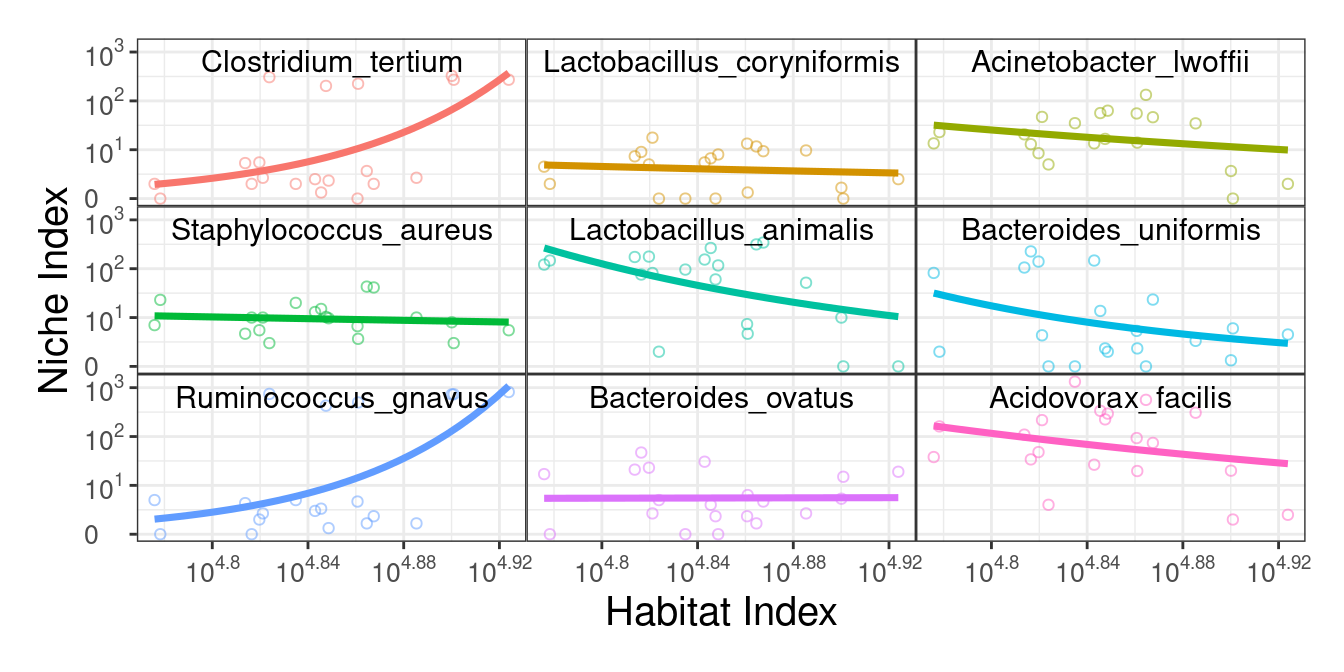 Clostridium_tertium
Lactobacillus_coryniformis
Acinetobacter_lwoffii
10³
10²
10¹
0
Staphylococcus_aureus
Lactobacillus_animalis
Bacteroides_uniformis
10³
10²
10¹
0
Ruminococcus_gnavus
Bacteroides_ovatus
Acidovorax_facilis
10³
10²
10¹
0
Niche Index
10^4.8 10^4.84 10^4.88 10^4.92 10^4.8 10^4.84 10^4.88 10^4.92 10^4.8 10^4.84 10^4.88 10^4.92
Habitat Index